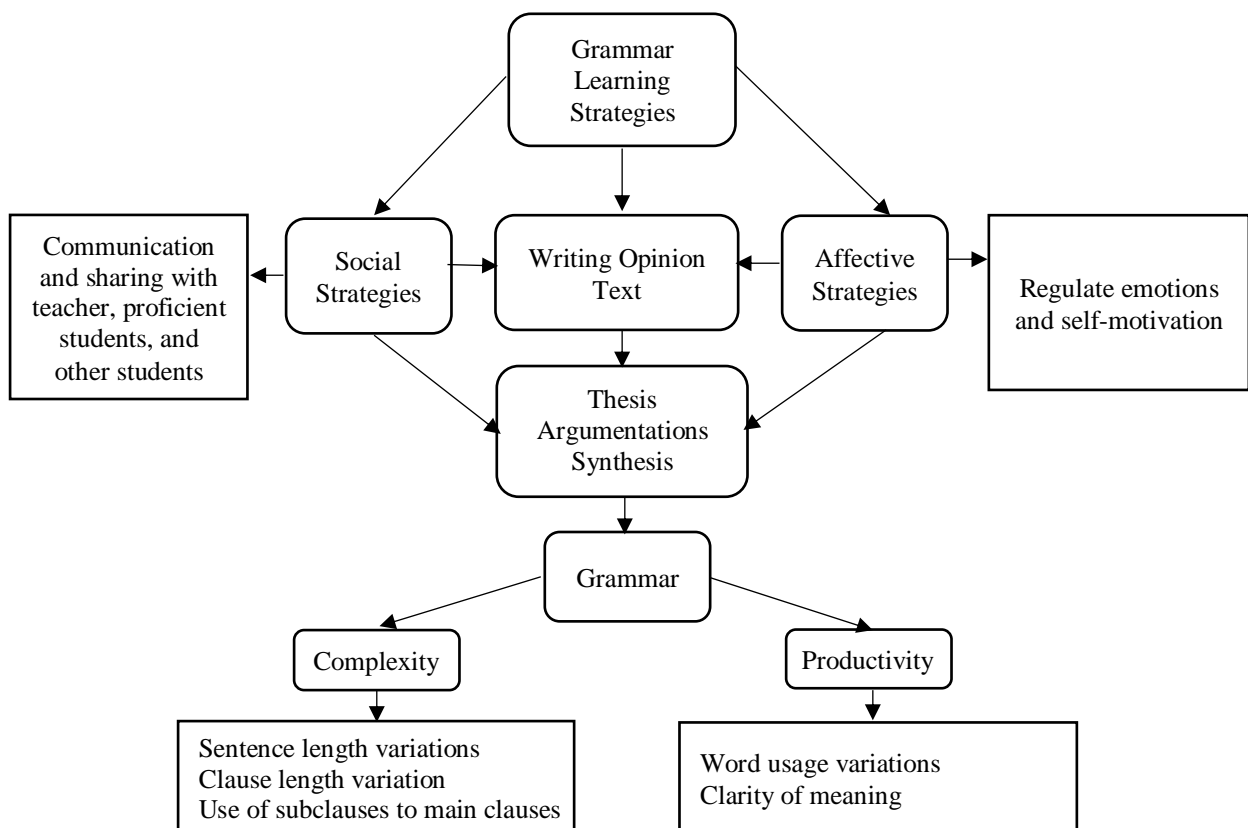 Grammar
Learning
Strategies
Communication
and sharing with
teacher, proficient
students, and
other students
Social
Strategies
Writing Opinion
Text
Affective
Strategies
Regulate emotions
and self-motivation
Thesis
Argumentations
Synthesis
Grammar
Complexity
Productivity
Sentence length variations
Clause length variation
Use of subclauses to main clauses
Word usage variations
Clarity of meaning